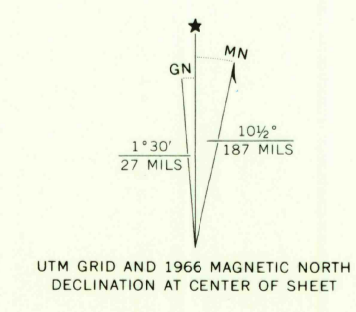 MN
GN
1°30′
27 MILS
10½°
187 MILS
UTM GRID AND 1966 MAGNETIC NORTH
DECLINATION AT CENTER OF SHEET